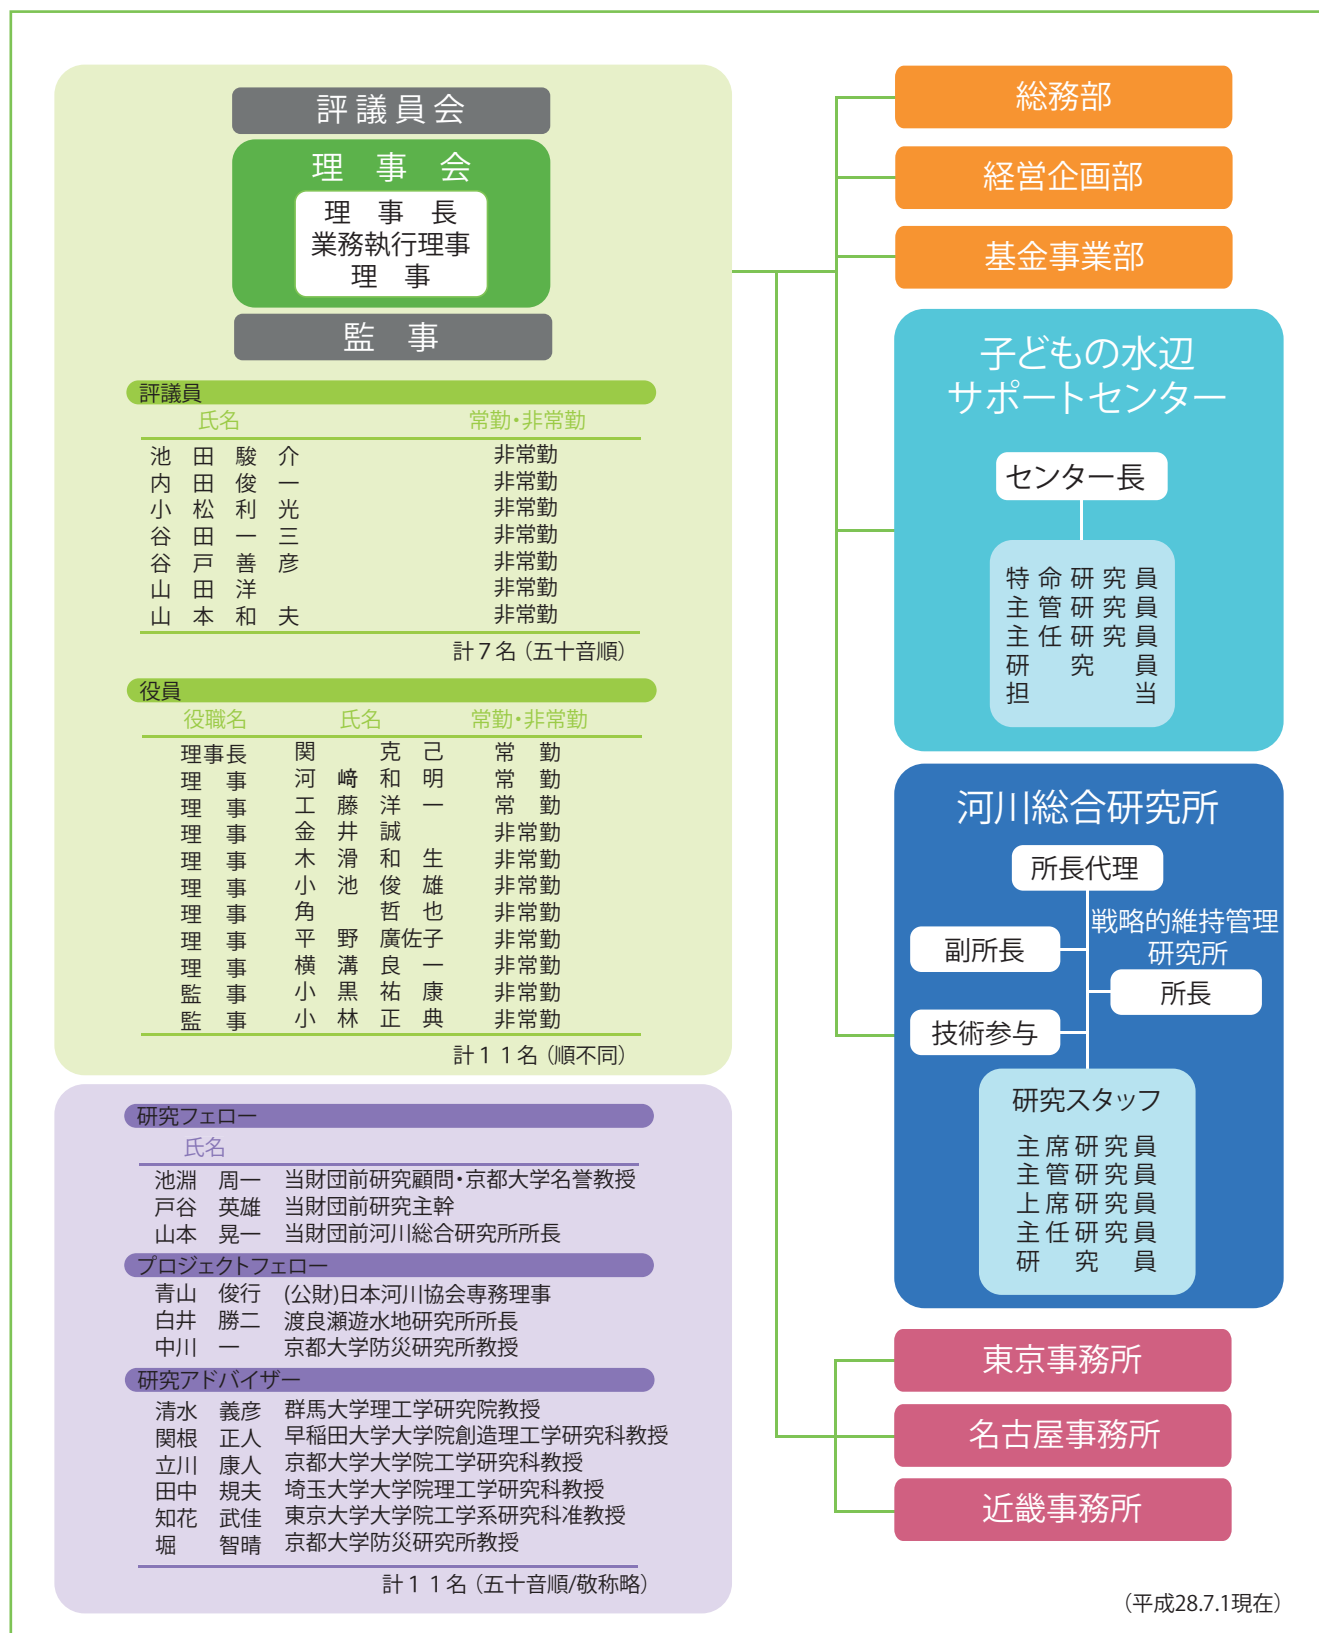 評議員会
理事会
理事長
業務執行理事
理事
監事
評議員
氏名 常勤・非常勤
池田駿介 非常勤
内田俊一 非常勤
小松利光 非常勤
谷田一三 非常勤
谷戸善彦 非常勤
山田洋 非常勤
山本和夫 非常勤
計7名（五十音順）
役員
役職名 氏名 常勤・非常勤
理事長 関克己 常勤
理事 河﨑和明 常勤
理事 工藤洋一 常勤
理事 金井誠 非常勤
理事 木滑和生 非常勤
理事 小池俊雄 非常勤
理事 角哲也 非常勤
理事 平野廣佐子 非常勤
理事 横溝良一 非常勤
監事 小黒祐康 非常勤
監事 小林正典 非常勤
計11名（順不同）
研究フェロー
氏名
池淵 周一 当財団前研究顧問・京都大学名誉教授
戸谷 英雄 当財団前研究主幹
山本 晃一 当財団前河川総合研究所所長
プロジェクトフェロー
青山 俊行 (公財)日本河川協会専務理事
白井 勝二 渡良瀬遊水地研究所所長
中川 一 京都大学防災研究所教授
研究アドバイザー
清水 義彦 群馬大学理工学研究院教授
関根 正人 早稲田大学大学院創造理工学研究科教授
立川 康人 京都大学大学院工学研究科教授
田中 規夫 埼玉大学大学院理工学研究科教授
知花 武佳 東京大学大学院工学系研究科准教授
堀 智晴 京都大学防災研究所教授
計11名（五十音順/敬称略）
総務部
経営企画部
基金事業部
子どもの水辺
サポートセンター
センター長
特命研究員
主管研究員
主任研究員
研究員
担当
河川総合研究所
所長代理
戦略的維持管理
研究所
副所長
所長
技術参与
研究スタッフ
主席研究員
主管研究員
上席研究員
主任研究員
研究員
東京事務所
名古屋事務所
近畿事務所
（平成28.7.1現在）